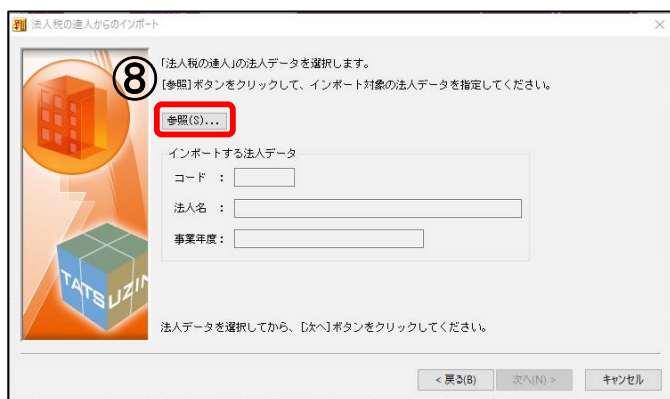 法人税の達人からのインポート
⑧
「法人税の達人」の法人データを選択します。
[参照]ボタンをクリックして、インポート対象の法人データを指定してください。
参照(S)...
インポートする法人データ
コード :
法人名 :
事業年度:
TATSUZIN
法人データを選択してから、[次へ]ボタンをクリックしてください。
< 戻る(B)
次へ(N) >
キャンセル